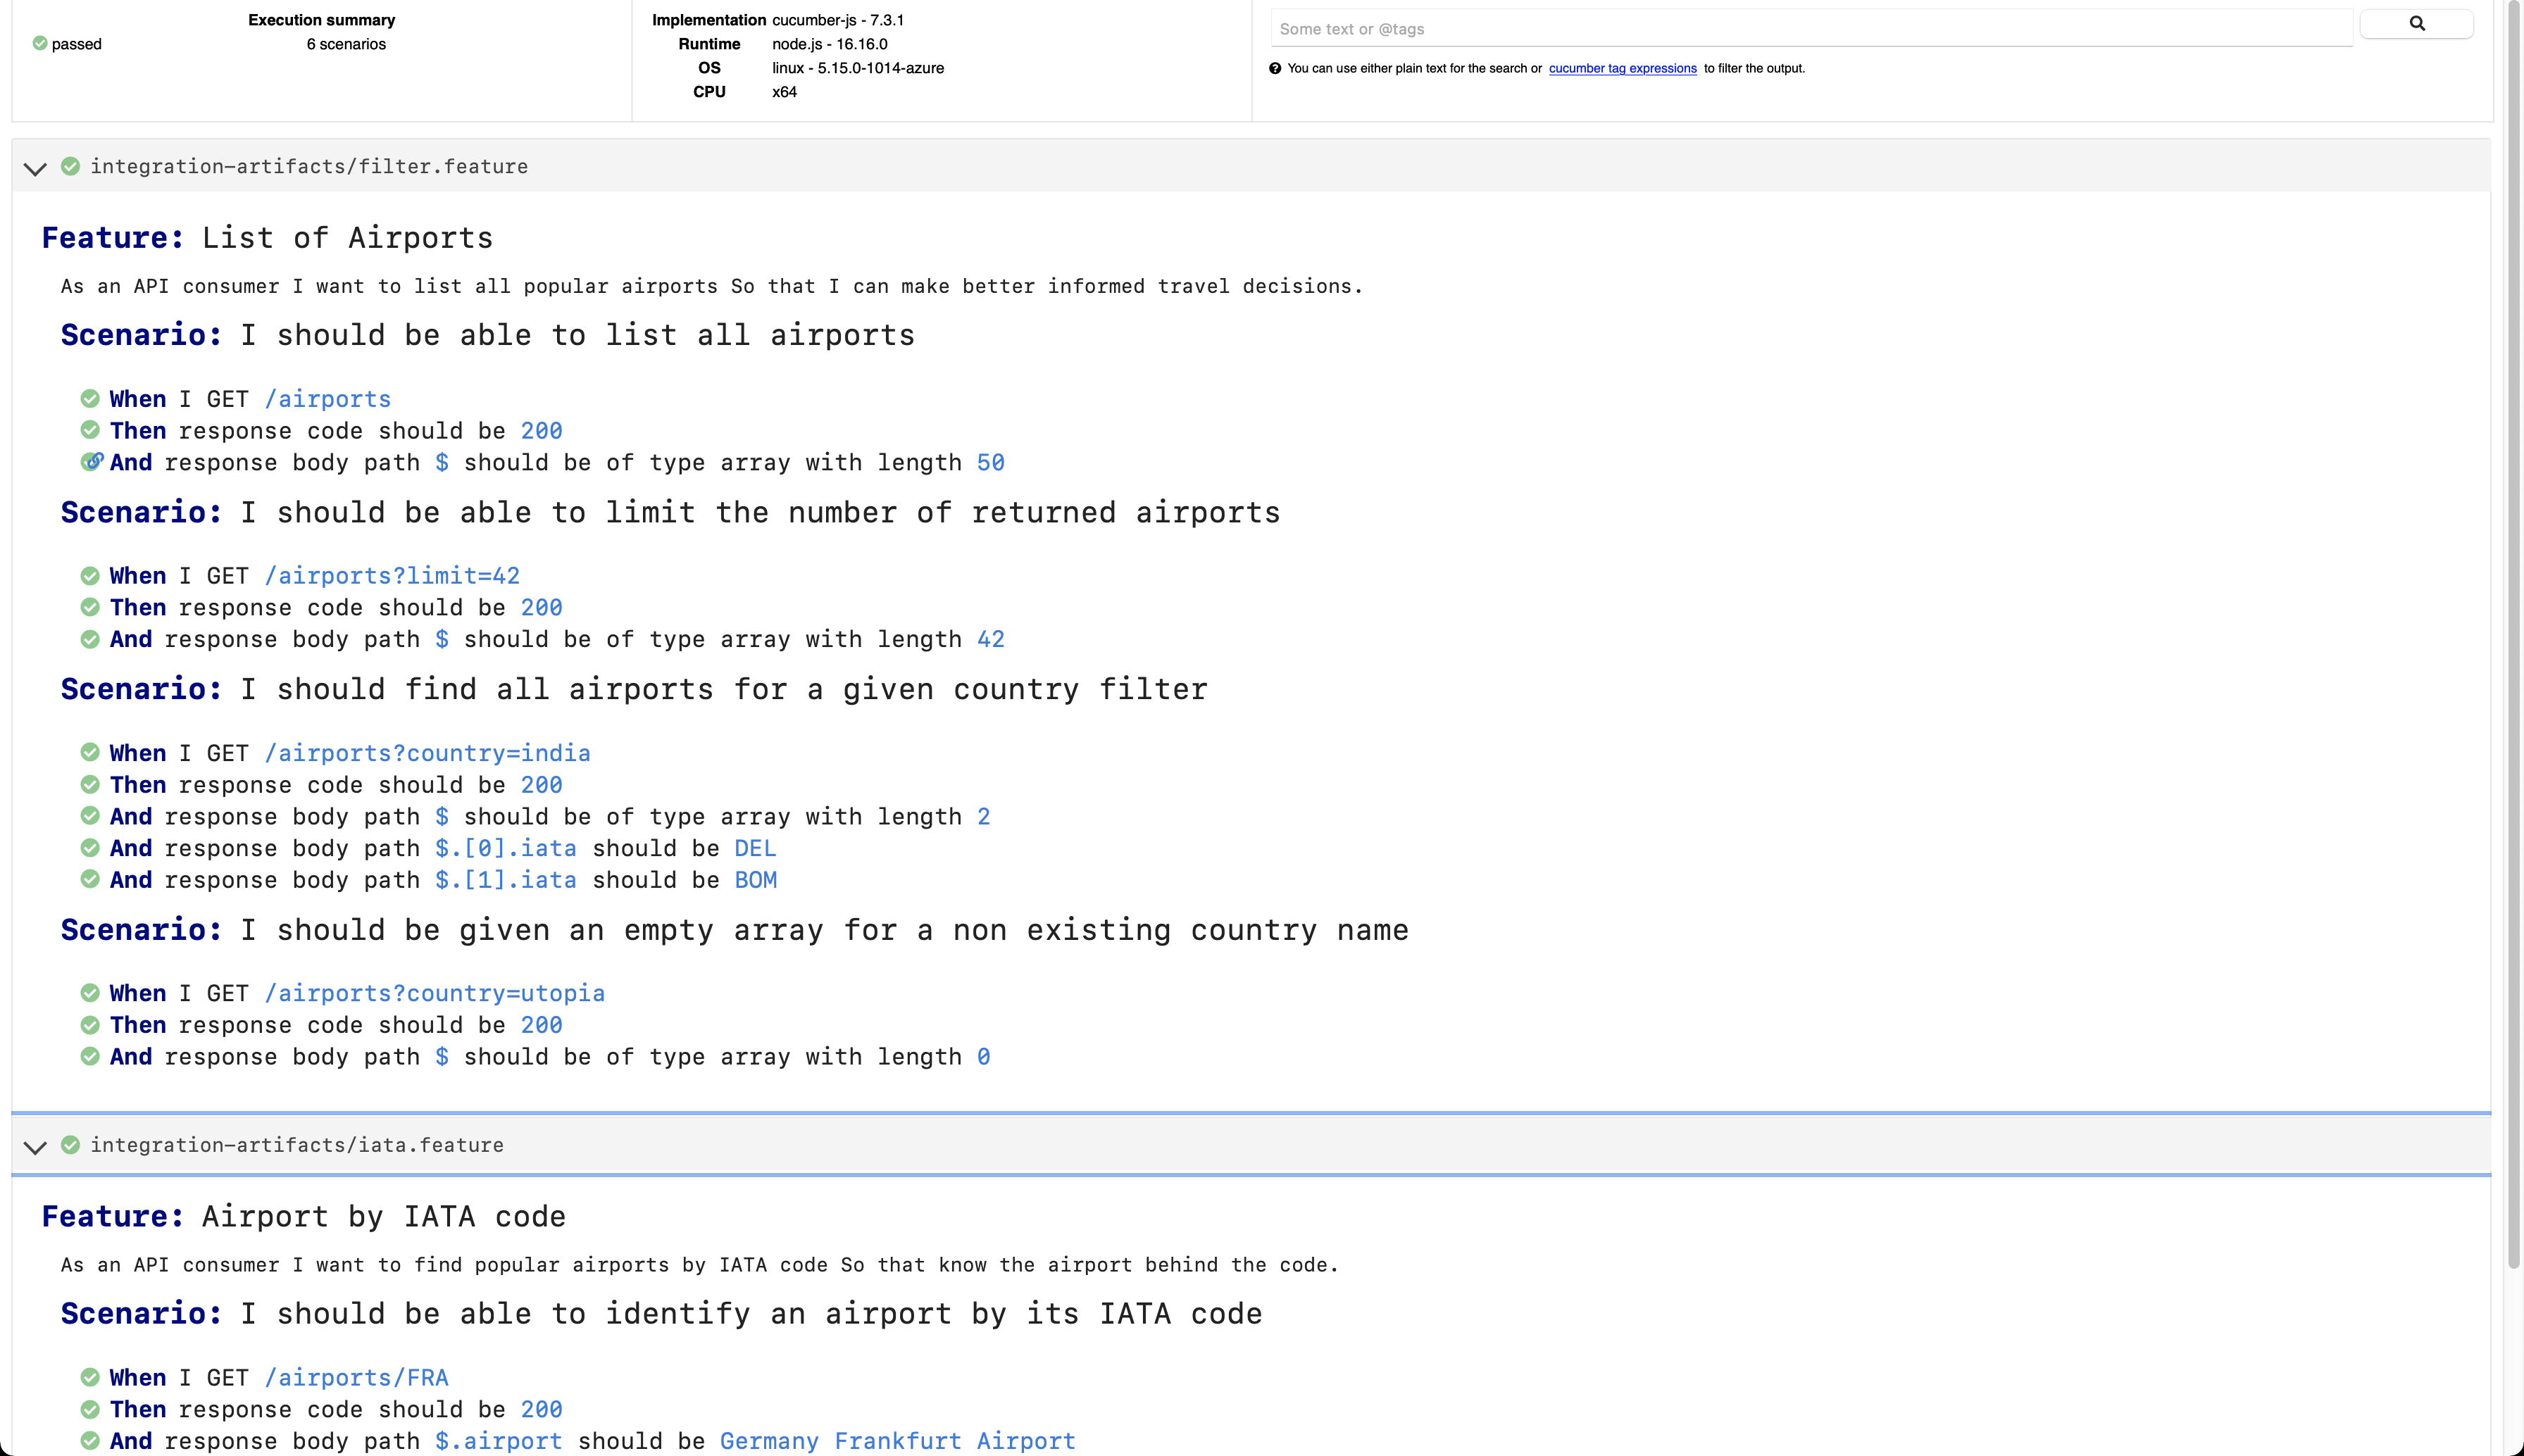 Execution summary
passed
6 scenarios
Implementation cucumber-js - 7.3.1
Runtime node.js - 16.16.0
OS linux - 5.15.0-1014-azure
CPU x64
Some text or @tags
You can use either plain text for the search or cucumber tag expressions to filter the output.
integration-artifacts/filter.feature
Feature: List of Airports
As an API consumer I want to list all popular airports So that I can make better informed travel decisions.
Scenario: I should be able to list all airports
When I GET /airports
Then response code should be 200
And response body path $ should be of type array with length 50
Scenario: I should be able to limit the number of returned airports
When I GET /airports?limit=42
Then response code should be 200
And response body path $ should be of type array with length 42
Scenario: I should find all airports for a given country filter
When I GET /airports?country=india
Then response code should be 200
And response body path $ should be of type array with length 2
And response body path $.[0].iata should be DEL
And response body path $.[1].iata should be BOM
Scenario: I should be given an empty array for a non existing country name
When I GET /airports?country=utopia
Then response code should be 200
And response body path $ should be of type array with length 0
integration-artifacts/iata.feature
Feature: Airport by IATA code
As an API consumer I want to find popular airports by IATA code So that know the airport behind the code.
Scenario: I should be able to identify an airport by its IATA code
When I GET /airports/FRA
Then response code should be 200
And response body path $.airport should be Germany Frankfurt Airport